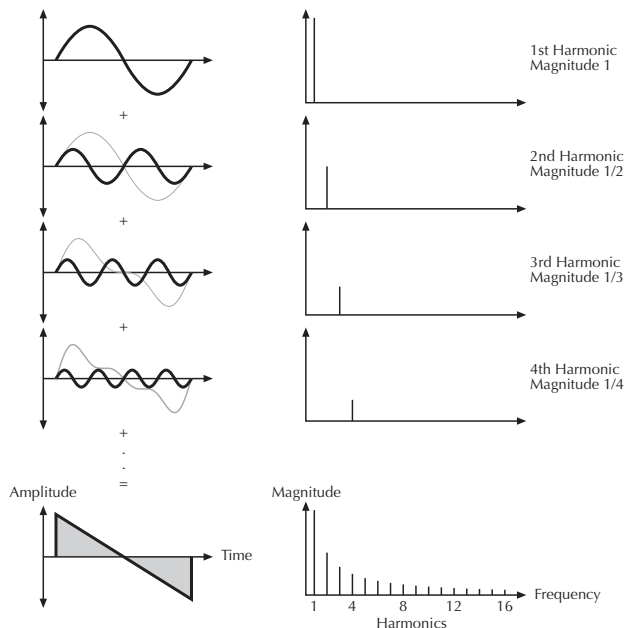 1st Harmonic
Magnitude 1
+
2nd Harmonic
Magnitude 1/2
+
3rd Harmonic
Magnitude 1/3
+
4th Harmonic
Magnitude 1/4
+
.
.
=
Amplitude
Time
Magnitude
Frequency
1 4 8 12 16
Harmonics